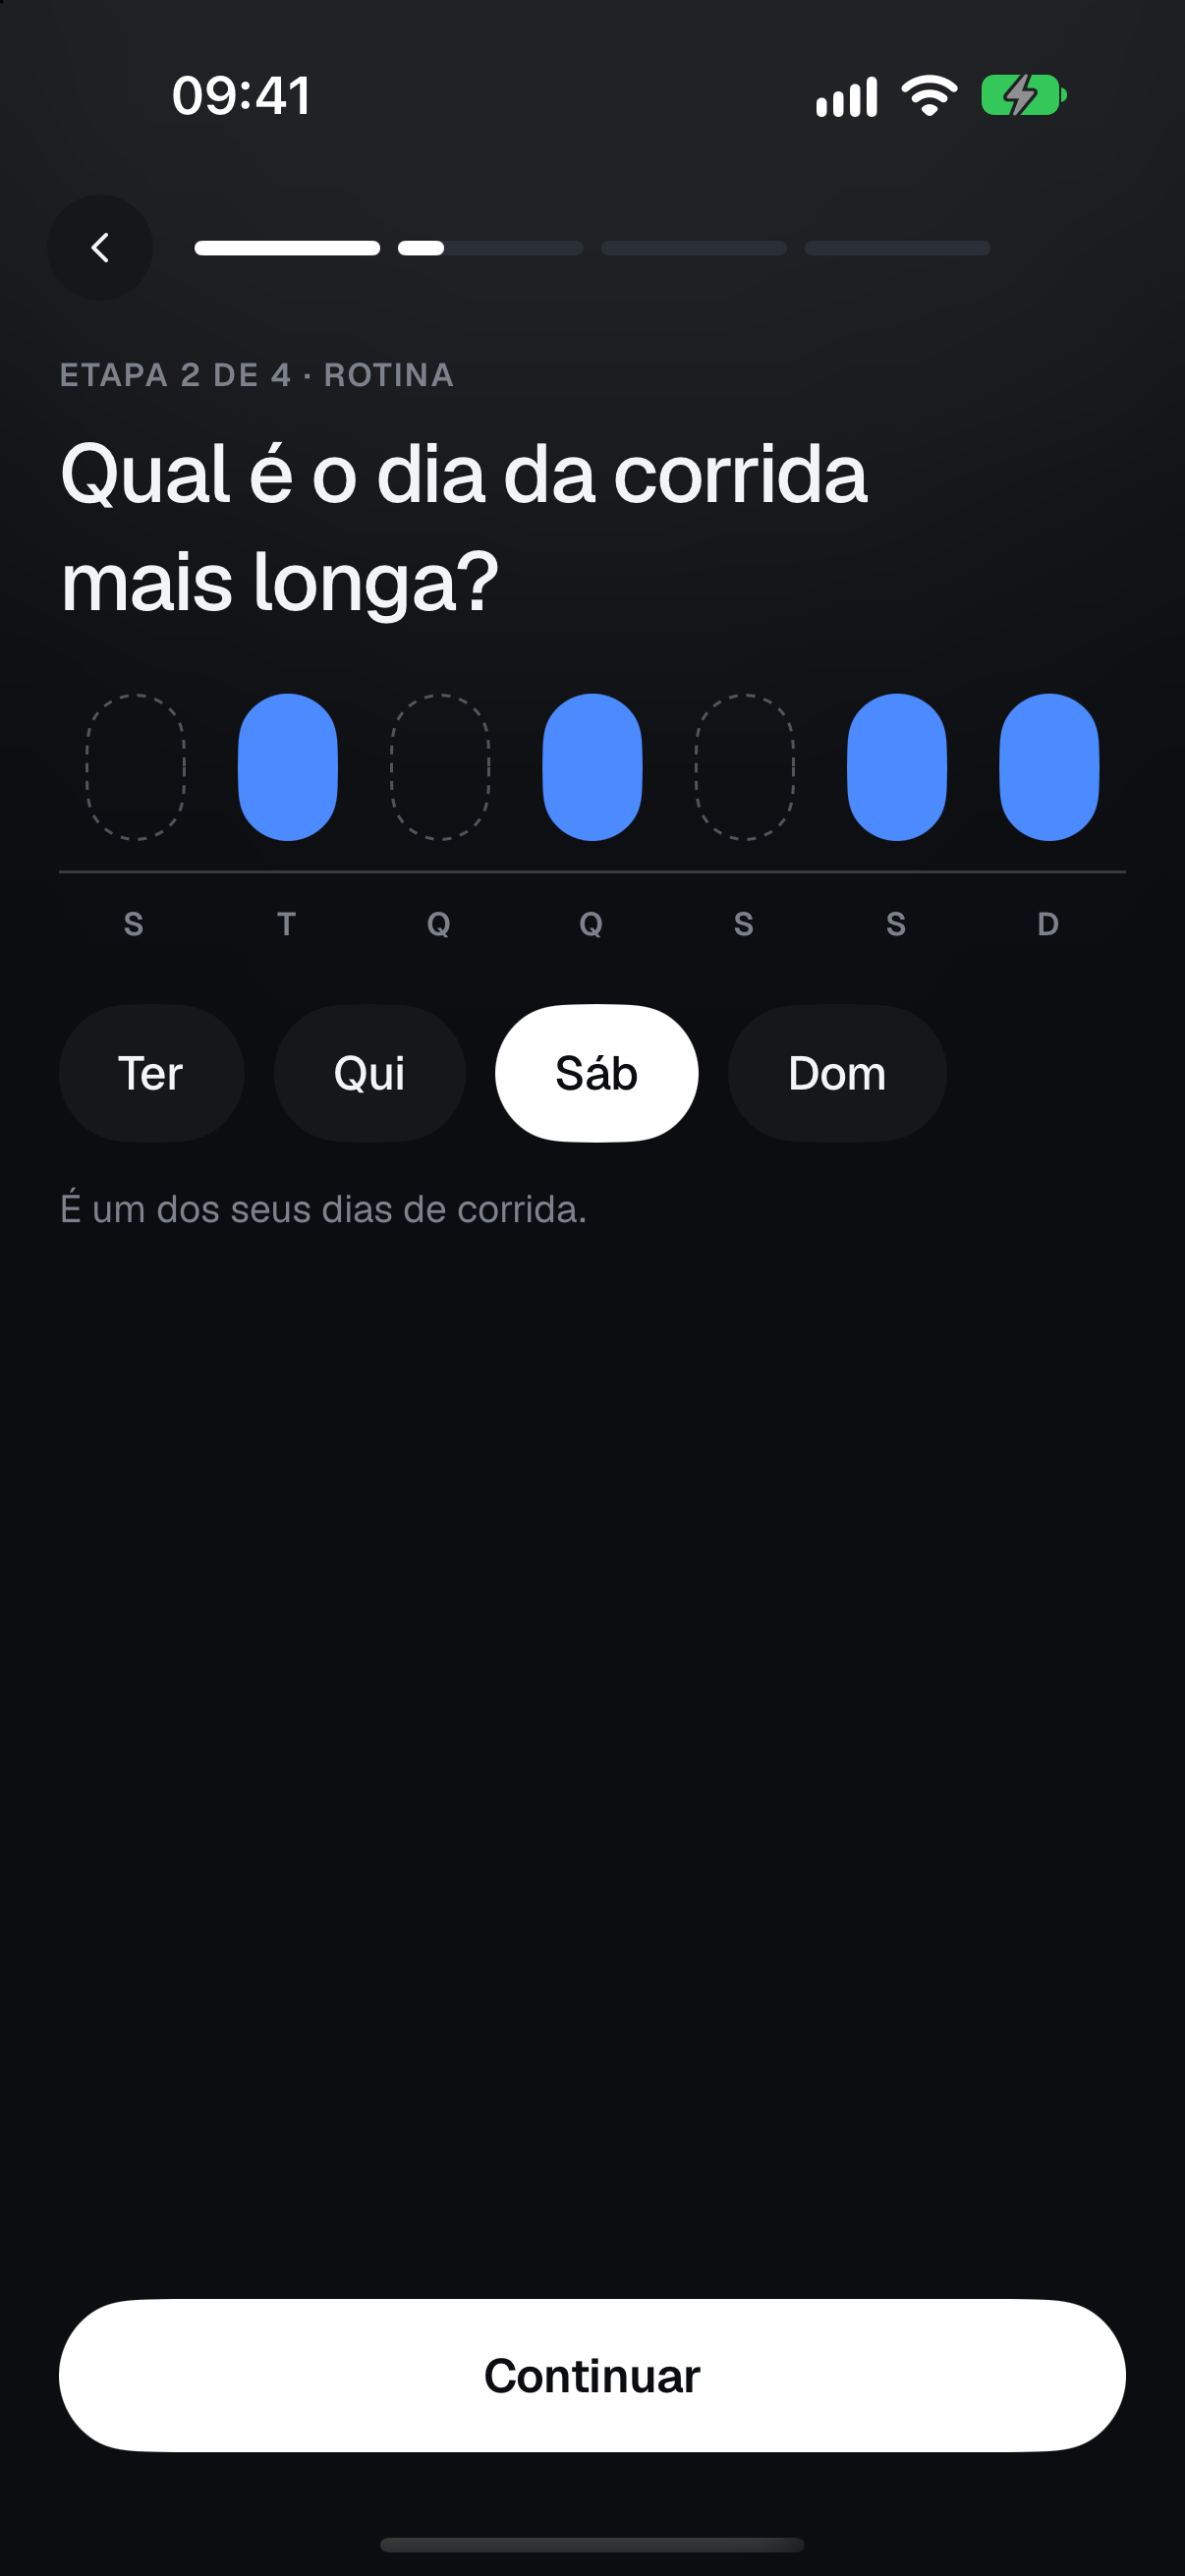 09:41
ETAPA 2 DE 4 · ROTINA
Qual é o dia da corrida
mais longa?
S T Q Q S S D
Ter Qui Sáb Dom
É um dos seus dias de corrida.
Continuar